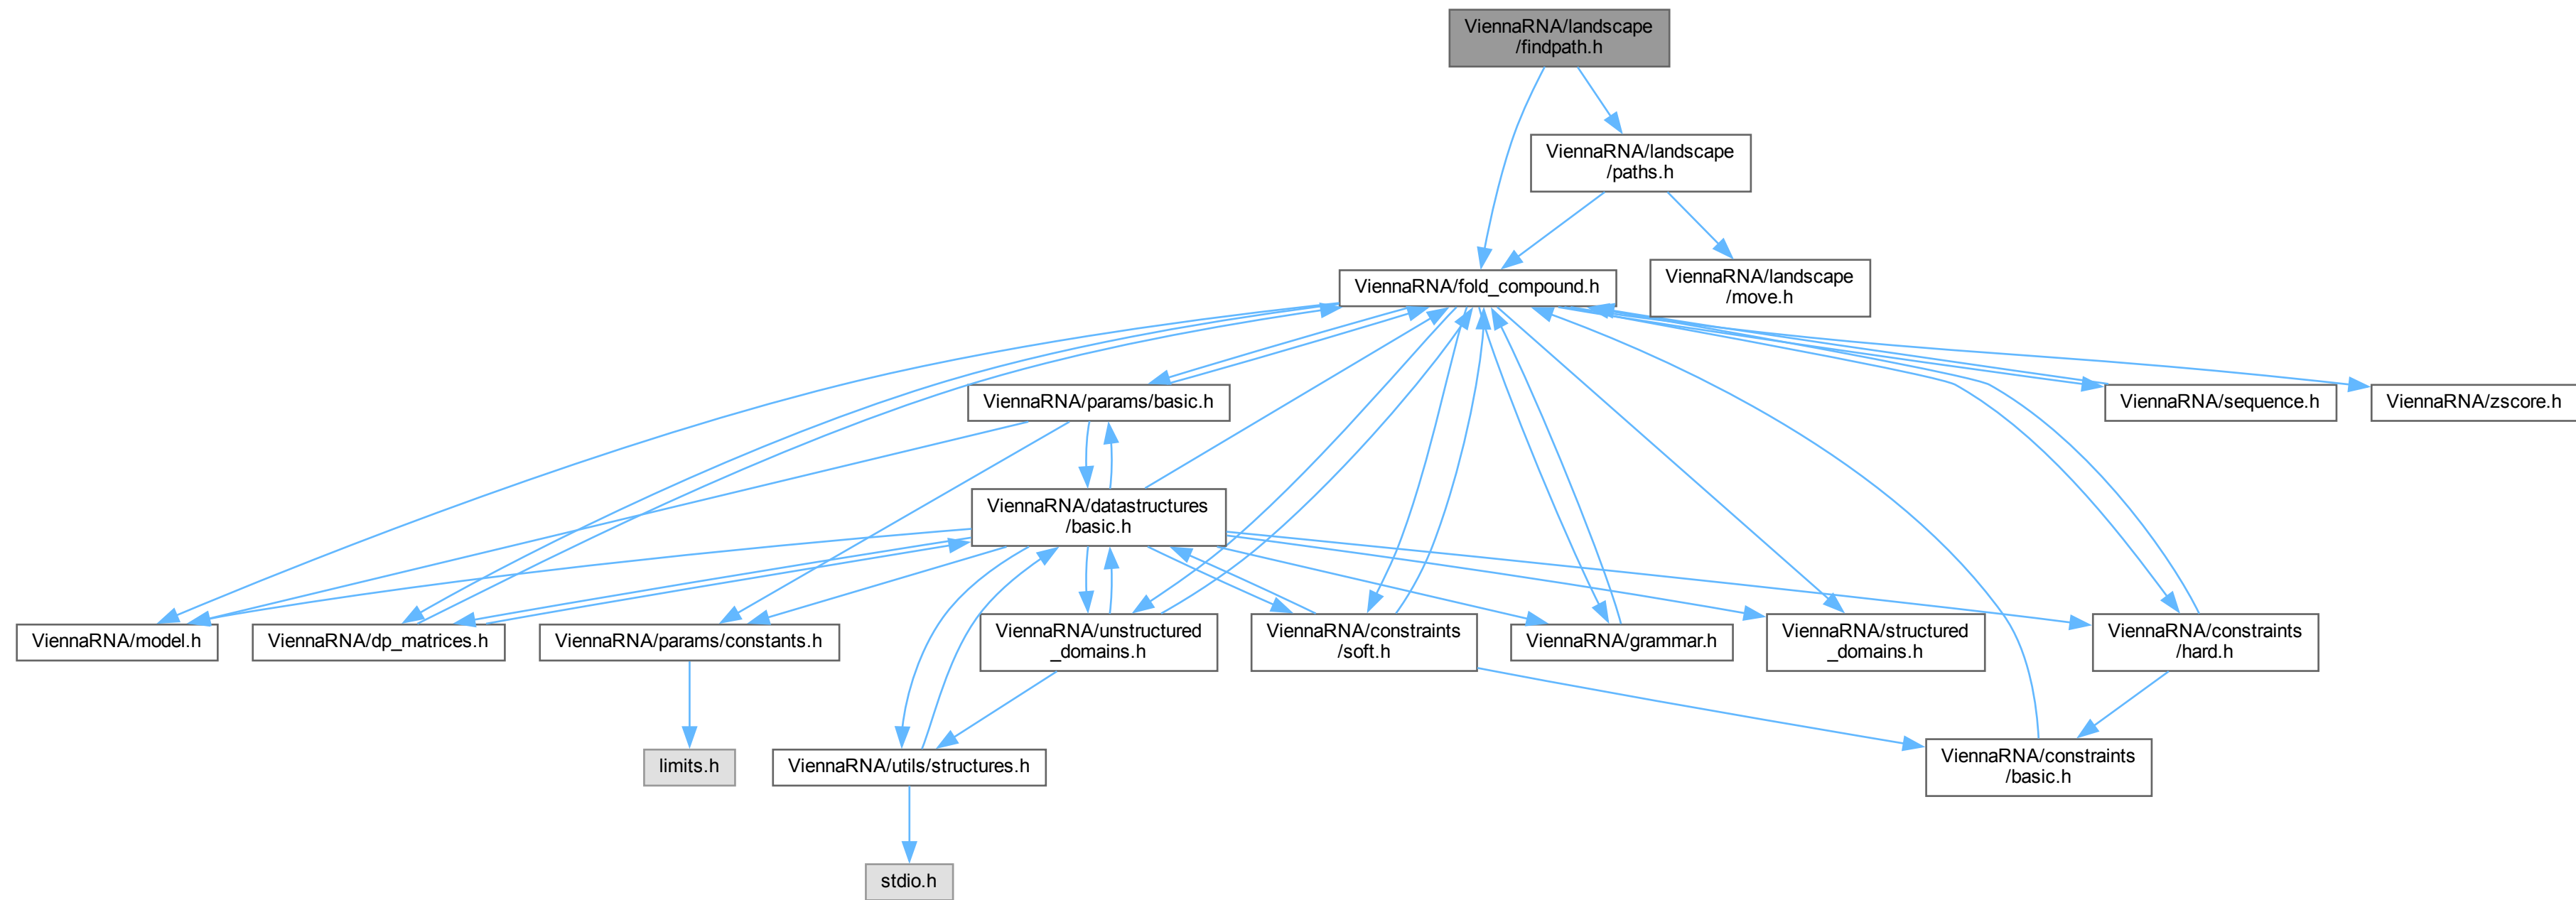 ViennaRNA/landscape
/findpath.h
ViennaRNA/landscape
/paths.h
ViennaRNA/fold_compound.h
ViennaRNA/landscape
/move.h
ViennaRNA/params/basic.h
ViennaRNA/sequence.h
ViennaRNA/zscore.h
ViennaRNA/datastructures
/basic.h
ViennaRNA/model.h
ViennaRNA/dp_matrices.h
ViennaRNA/params/constants.h
ViennaRNA/unstructured
_domains.h
ViennaRNA/constraints
/soft.h
ViennaRNA/grammar.h
ViennaRNA/structured
_domains.h
ViennaRNA/constraints
/hard.h
limits.h
ViennaRNA/utils/structures.h
ViennaRNA/constraints
/basic.h
stdio.h